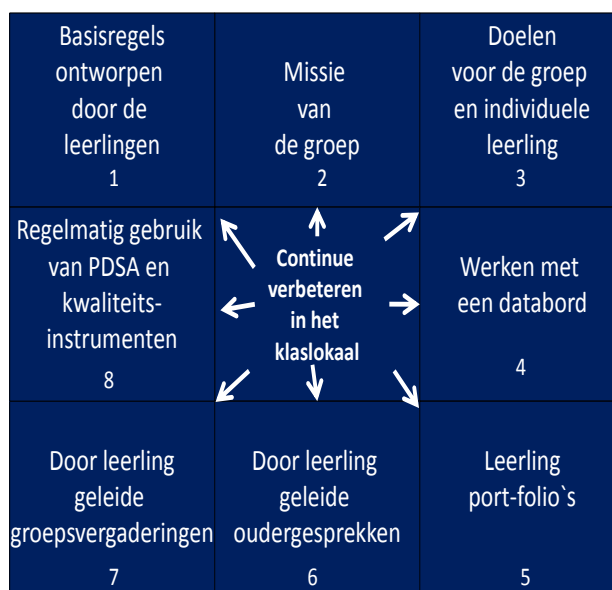 Basisregels
ontworpen
door de
leerlingen
1
Missie
van
de groep
2
Doelen
voor de groep
en individuele
leerling
3
Regelmatig gebruik
van PDSA en
kwaliteits-
instrumenten
8
Continue
verbeteren
in het
klaslokaal
Werken met
een databord
4
Door leerling
geleide
groepsvergaderingen
7
Door leerling
geleide
oudergesprekken
6
Leerling
port-folio`s
5